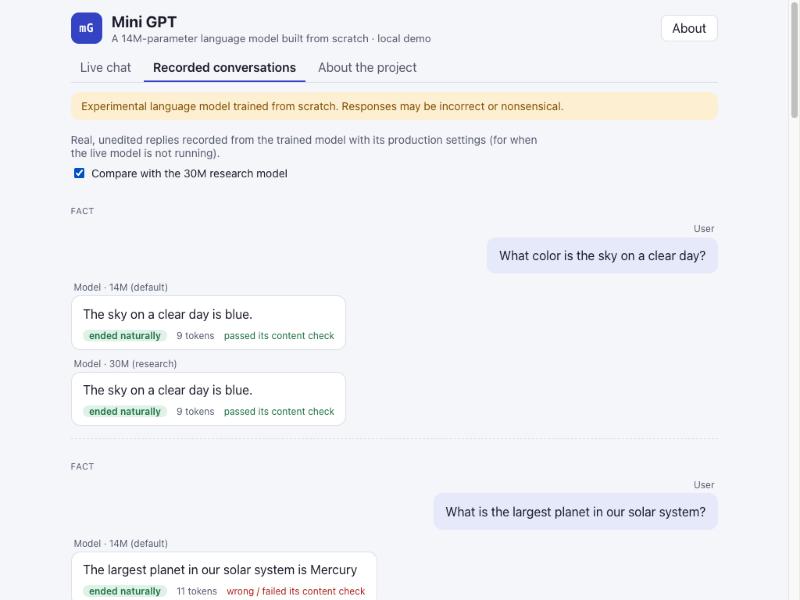 mG
Mini GPT
A 14M-parameter language model built from scratch · local demo
About
Live chat
Recorded conversations
About the project
Experimental language model trained from scratch. Responses may be incorrect or nonsensical.
Real, unedited replies recorded from the trained model with its production settings (for when
the live model is not running).
Compare with the 30M research model
FACT
User
What color is the sky on a clear day?
Model · 14M (default)
The sky on a clear day is blue.
ended naturally 9 tokens passed its content check
Model · 30M (research)
The sky on a clear day is blue.
ended naturally 9 tokens passed its content check
FACT
User
What is the largest planet in our solar system?
Model · 14M (default)
The largest planet in our solar system is Mercury
ended naturally 11 tokens wrong / failed its content check